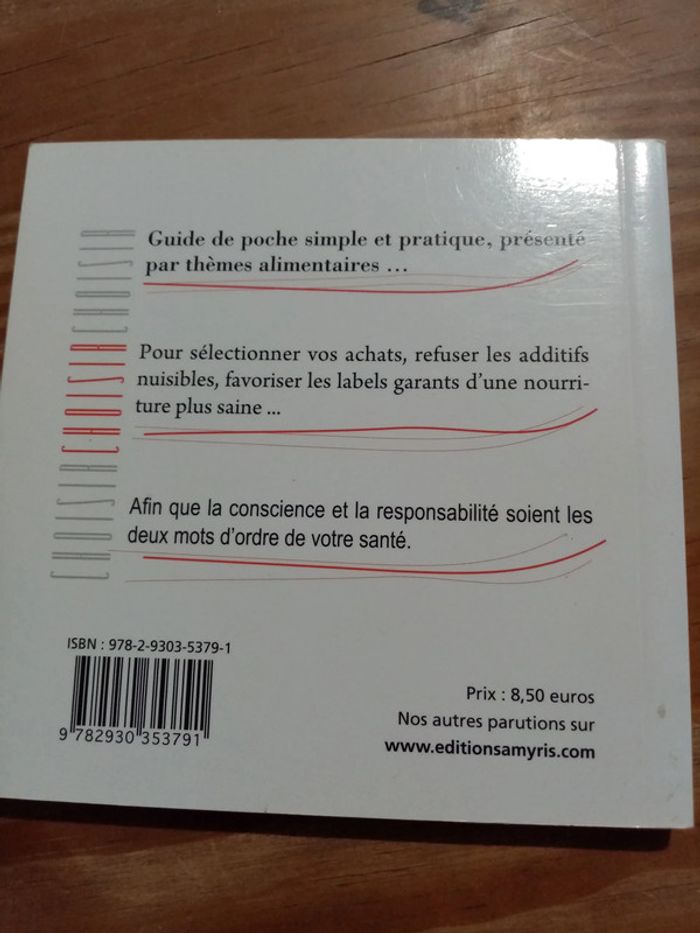 CHOISIR
CHOISIR
CHOISIR
Guide de poche simple et pratique, présenté
par thèmes alimentaires ...
Pour sélectionner vos achats, refuser les additifs
nuisibles, favoriser les labels garants d'une nourri-
ture plus saine ...
Afin que la conscience et la responsabilité soient les
deux mots d'ordre de votre santé.
ISBN : 978-2-9303-5379-1
9 782930 353791
Prix : 8,50 euros
Nos autres parutions sur
www.editionsamyris.com